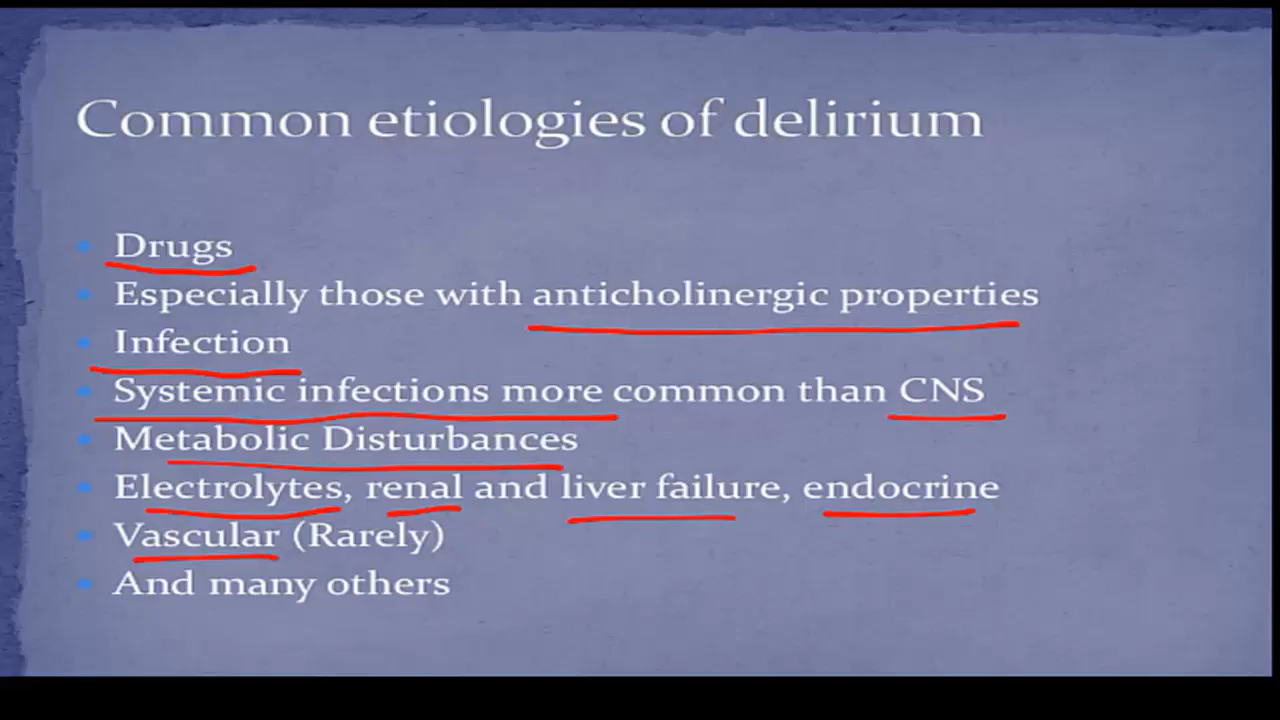 Common etiologies of delirium
Drugs
Especially those with anticholinergic properties
Infection
Systemic infections more common than CNS
Metabolic Disturbances
Electrolytes, renal and liver failure, endocrine
Vascular (Rarely)
And many others